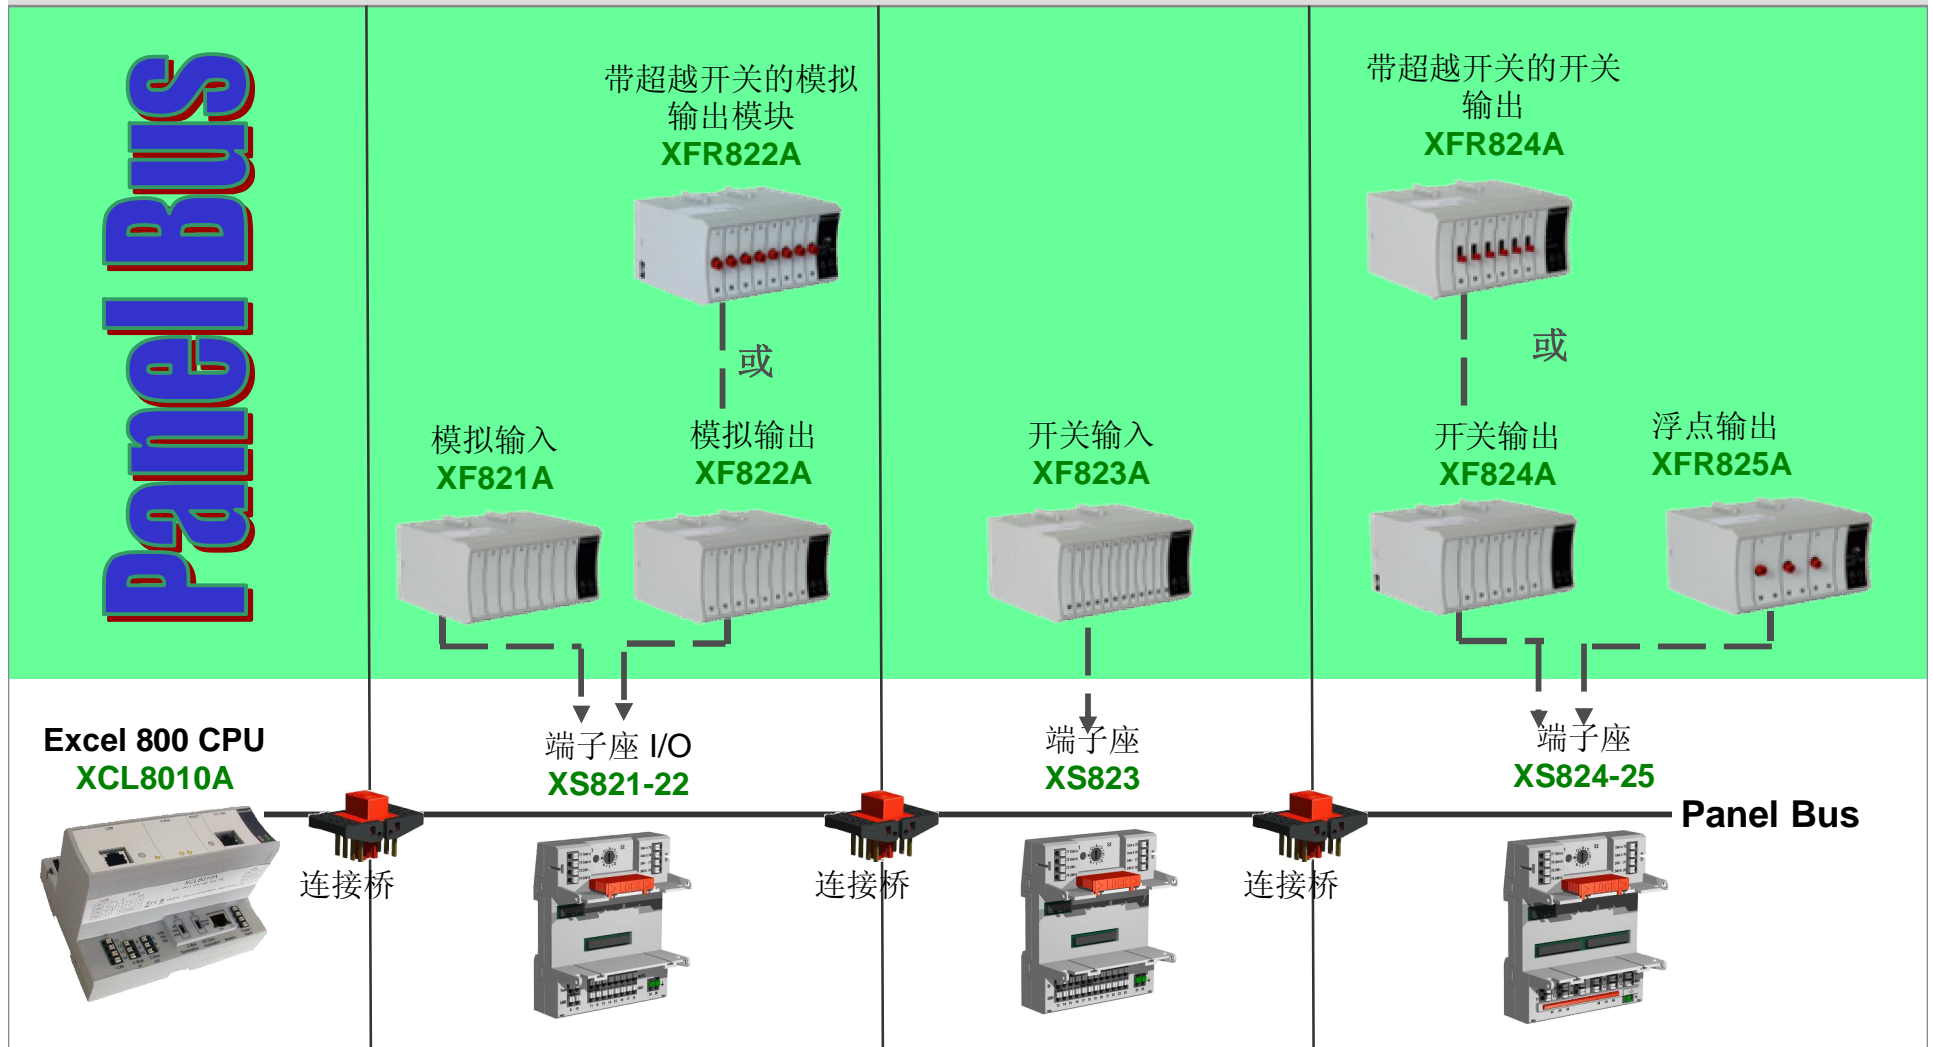 Panel Bus
带超越开关的模拟
输出模块
XFR822A
或
模拟输入
XF821A
模拟输出
XF822A
开关输入
XF823A
带超越开关的开关
输出
XFR824A
或
开关输出
XF824A
浮点输出
XFR825A
Excel 800 CPU
XCL8010A
端子座 I/O
XS821-22
端子座
XS823
端子座
XS824-25
Panel Bus
连接桥
连接桥
连接桥
XCL8010A